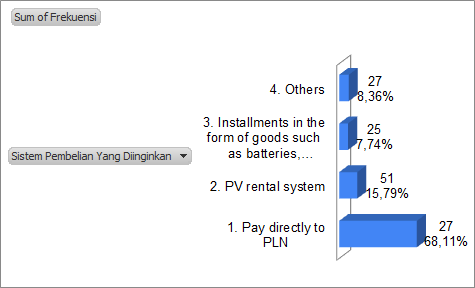 Sum of Frekuensi
4. Others
27
8,36%
3. Installments in the
form of goods such
as batteries,…
25
7,74%
Sistem Pembelian Yang Diinginkan
2. PV rental system
51
15,79%
1. Pay directly to
PLN
27
68,11%